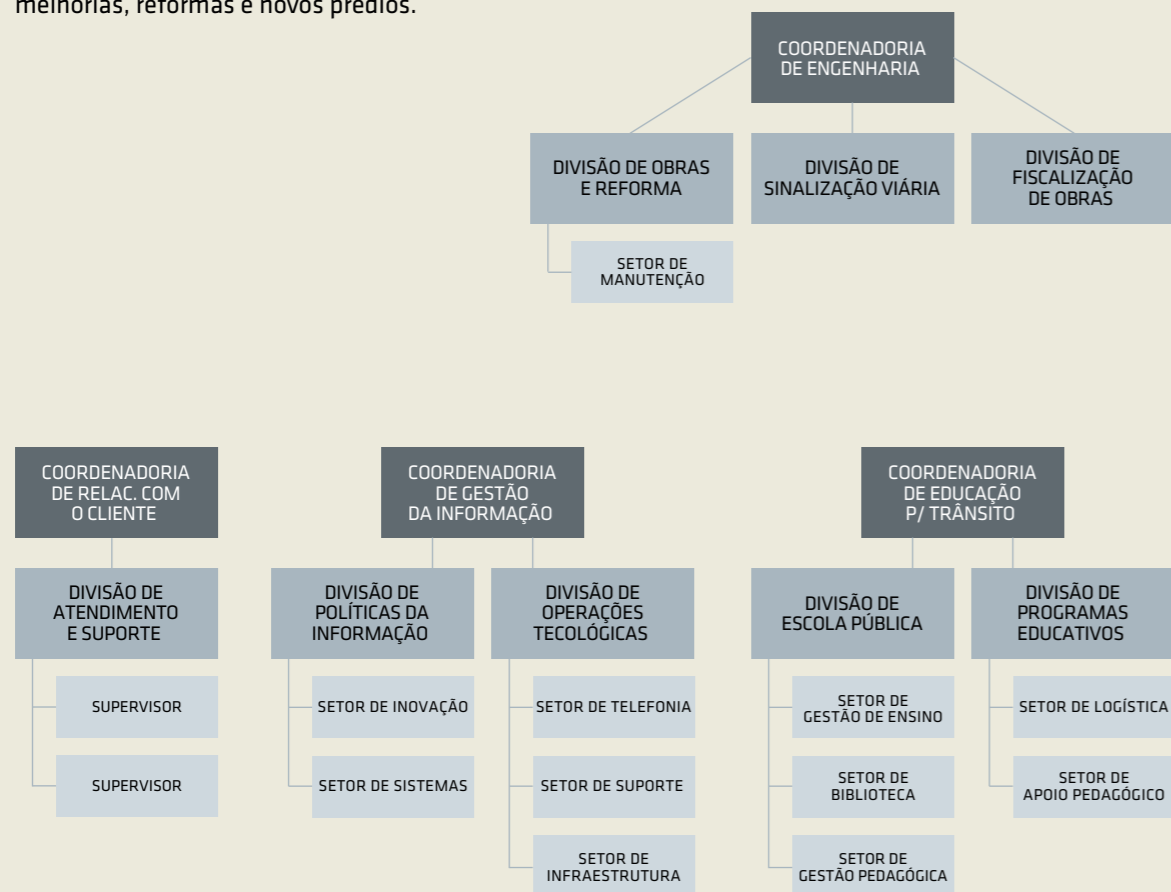 melhorias, reformas e novos prédios.
COORDENADORIA
DE ENGENHARIA
DIVISÃO DE OBRAS
E REFORMA
DIVISÃO DE
SINALIZAÇÃO VIÁRIA
DIVISÃO DE
FISCALIZAÇÃO
DE OBRAS
SETOR DE
MANUTENÇÃO
COORDENADORIA
DE RELAC. COM
O CLIENTE
DIVISÃO DE
ATENDIMENTO
E SUPORTE
SUPERVISOR
SUPERVISOR
COORDENADORIA
DE GESTÃO
DA INFORMAÇÃO
DIVISÃO DE
POLÍTICAS DA
INFORMAÇÃO
SETOR DE INOVAÇÃO
SETOR DE SISTEMAS
DIVISÃO DE
OPERAÇÕES
TECOLÓGICAS
SETOR DE TELEFONIA
SETOR DE SUPORTE
SETOR DE
INFRAESTRUTURA
COORDENADORIA
DE EDUCAÇÃO
P/ TRÂNSITO
DIVISÃO DE
ESCOLA PÚBLICA
SETOR DE
GESTÃO DE ENSINO
SETOR DE
BIBLIOTECA
SETOR DE
GESTÃO PEDAGÓGICA
DIVISÃO DE
PROGRAMAS
EDUCATIVOS
SETOR DE LOGÍSTICA
SETOR DE
APOIO PEDAGÓGICO